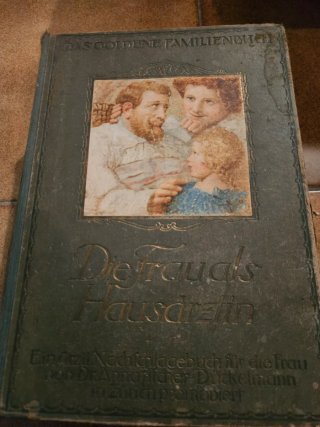 DAS GOLDENE FAMILIENBUCH
Die Frau als
Hausärztin
Ein ärztl. Nachschlagebuch für die Frau
von Dr. Anna Fischer-Dückelmann